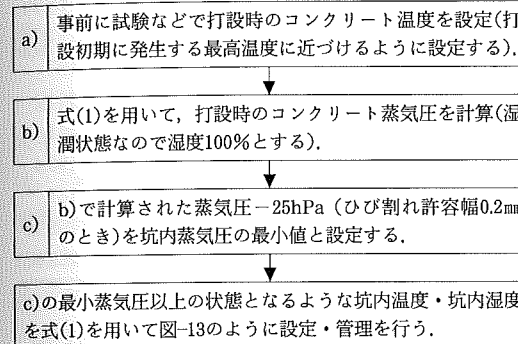 a)
事前に試験などで打設時のコンクリート温度を設定(打
設初期に発生する最高温度に近づけるように設定する).
b)
式(1)を用いて，打設時のコンクリート蒸気圧を計算(湿
潤状態なので湿度100%とする).
c)
b)で計算された蒸気圧－25hPa（ひび割れ許容幅0.2mm
のとき)を坑内蒸気圧の最小値と設定する.
c)の最小蒸気圧以上の状態となるような坑内温度・坑内湿度
を式(1)を用いて図-13のように設定・管理を行う.